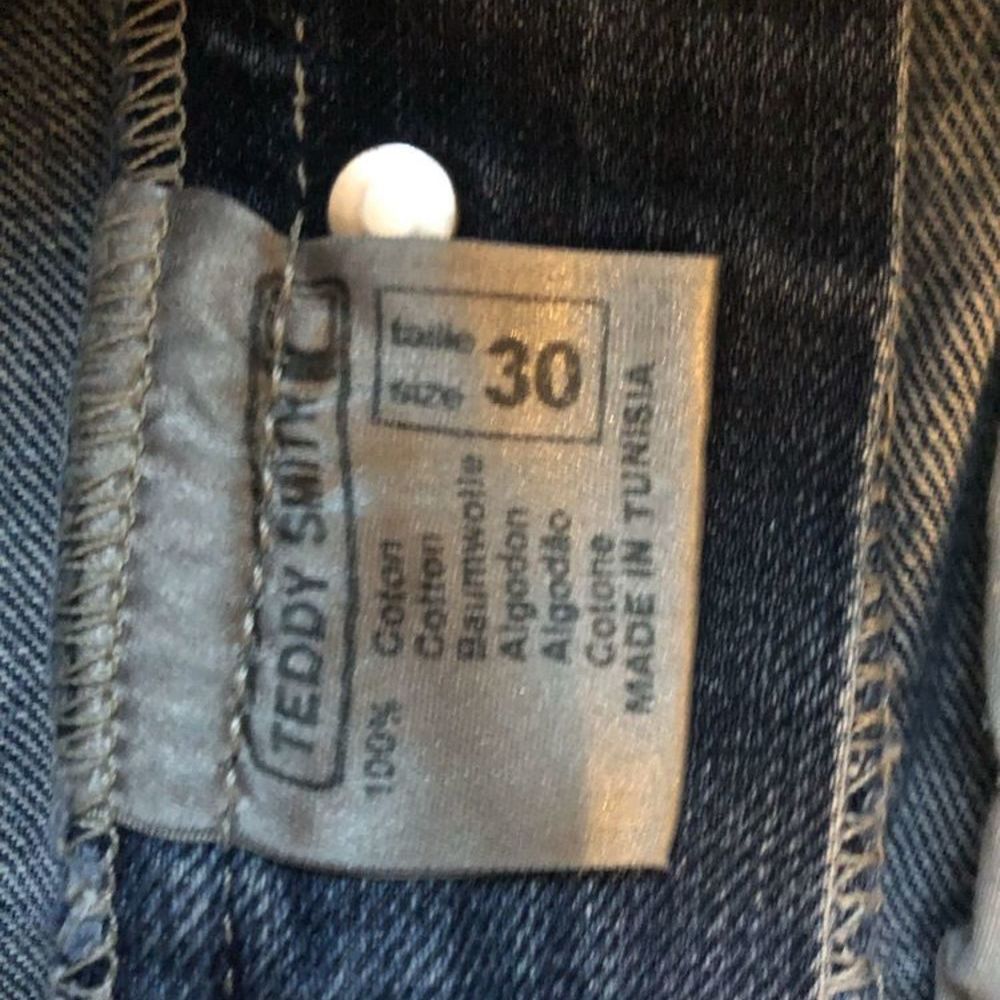 TEDDY SMITH
taille
size 30
100% Coton
Cotton
Baumwolle
Algodon
Algodão
Cotone
MADE IN TUNISIA